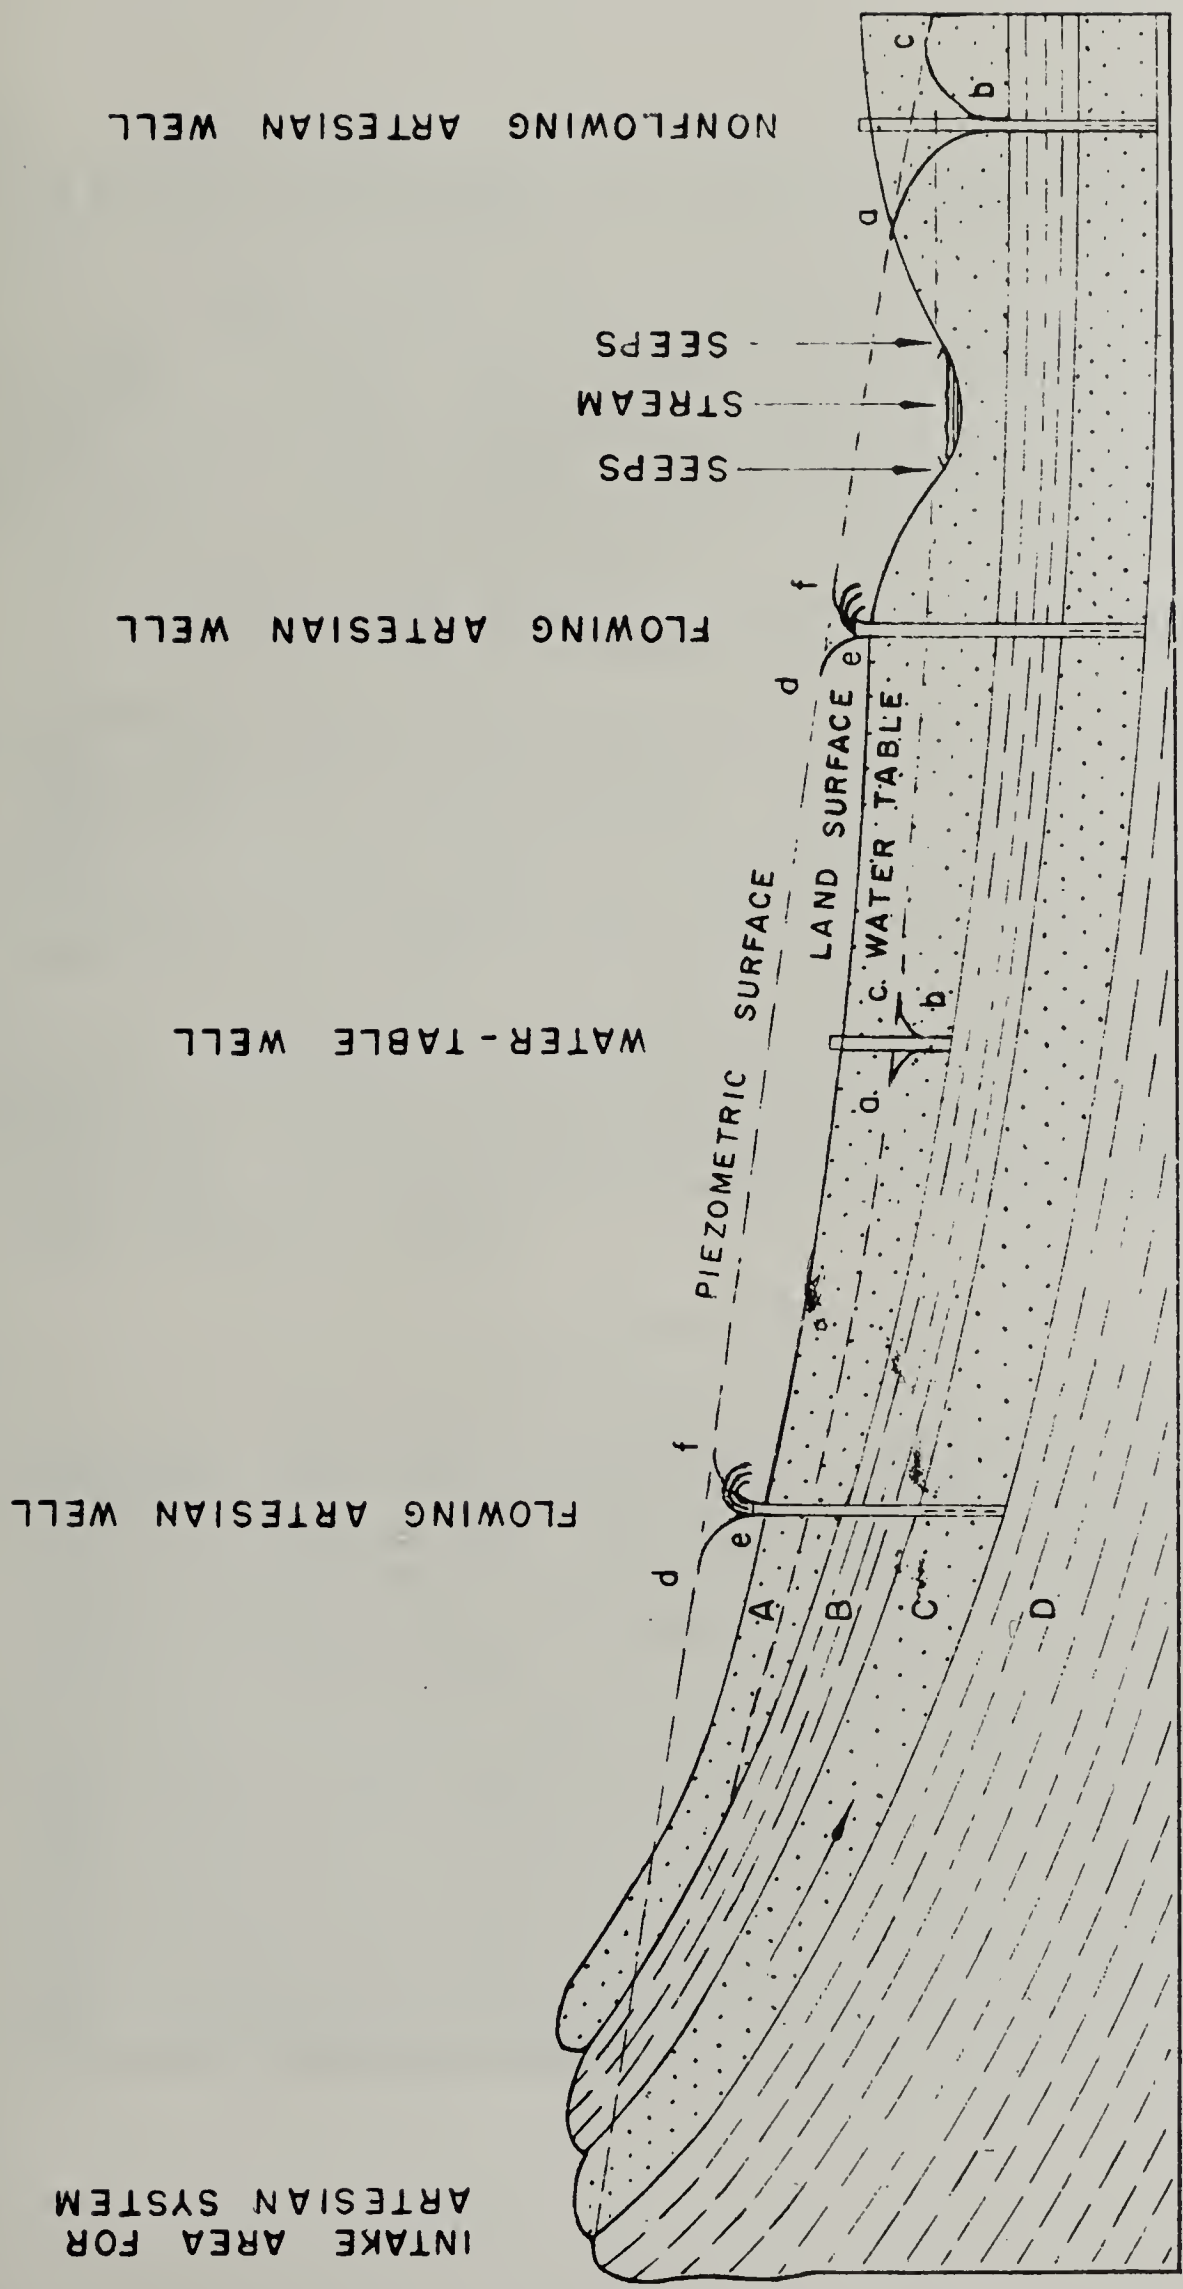 INTAKE AREA FOR
ARTESIAN SYSTEM
FLOWING ARTESIAN WELL
WATER-TABLE WELL
FLOWING ARTESIAN WELL
SEEPS
STREAM
SEEPS
NONFLOWING ARTESIAN WELL
PIEZOMETRIC SURFACE
LAND SURFACE
WATER TABLE
d
e
f
A
B
C
D
a
b
c
d
e
f
a
b
c